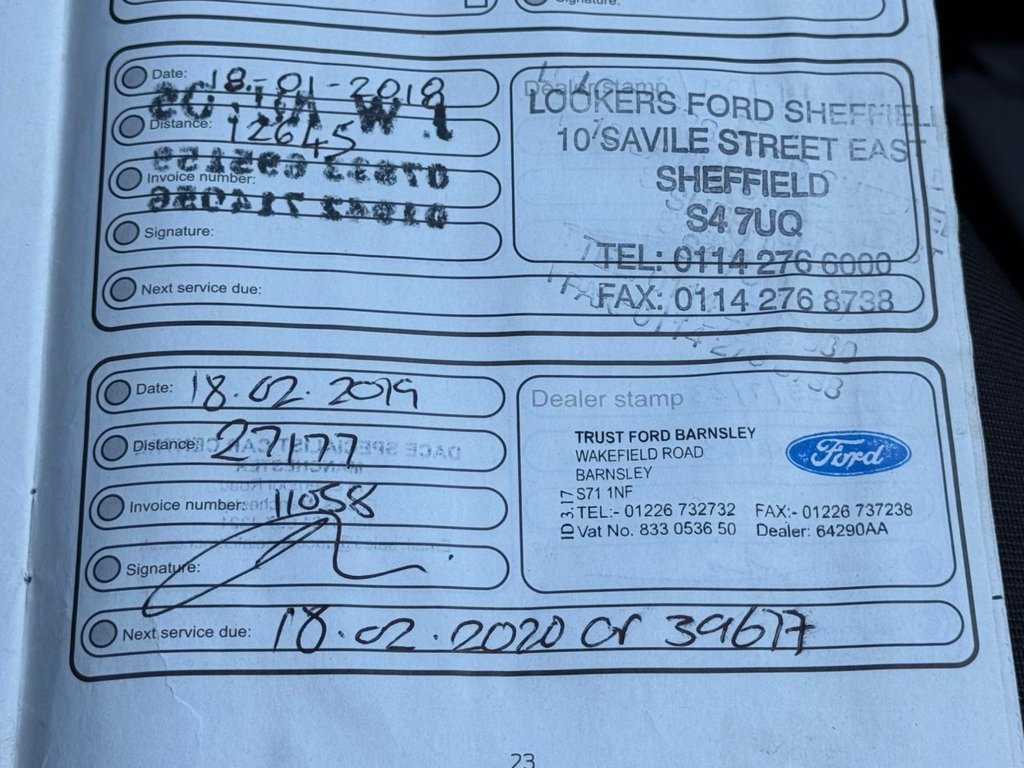 Signature:
Date: 18-01-2018
Distance: 12645
Invoice number:
Signature:
Next service due:
Dealer stamp
LOOKERS FORD SHEFFIELD
10 SAVILE STREET EAST
SHEFFIELD
S4 7UQ
TEL: 0114 276 6000
FAX: 0114 276 8738
Date: 18.02.2019
Distance: 27177
Invoice number: 11058
Signature:
Next service due: 18.02.2020 or 39617
Dealer stamp
TRUST FORD BARNSLEY
WAKEFIELD ROAD
BARNSLEY
S71 1NF
TEL:- 01226 732732 FAX:- 01226 737238
Vat No. 833 0536 50 Dealer: 64290AA
ID 3.17
Ford
23